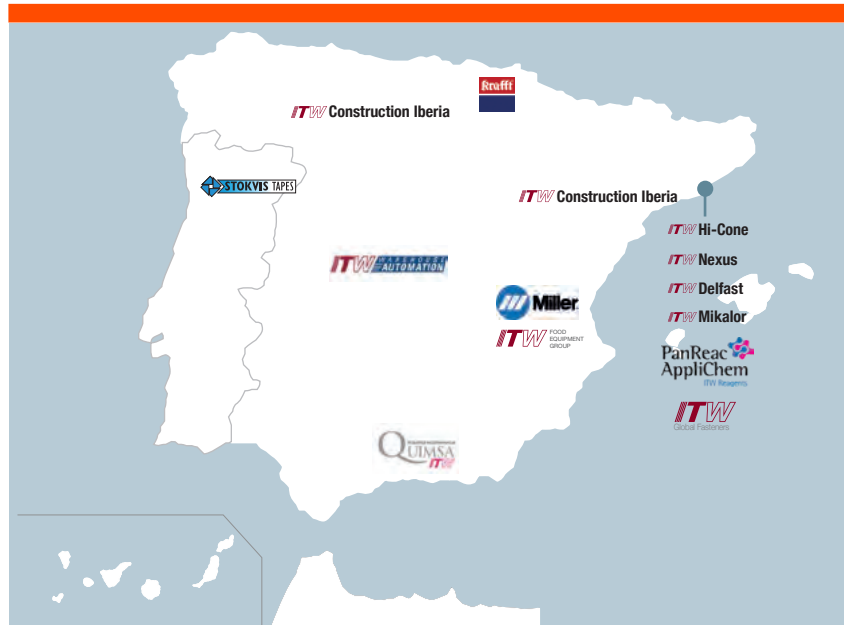 Krafft
ITW Construction Iberia
STOKVIS TAPES
ITW Construction Iberia
ITW Hi-Cone
ITW Nexus
ITW WAREHOUSE
AUTOMATION
ITW Delfast
Miller
ITW Mikalor
ITW FOOD
EQUIPMENT
GROUP
PanReac
AppliChem
ITW Reagents
ITW
Global Fasteners
QUIMSA
ITW